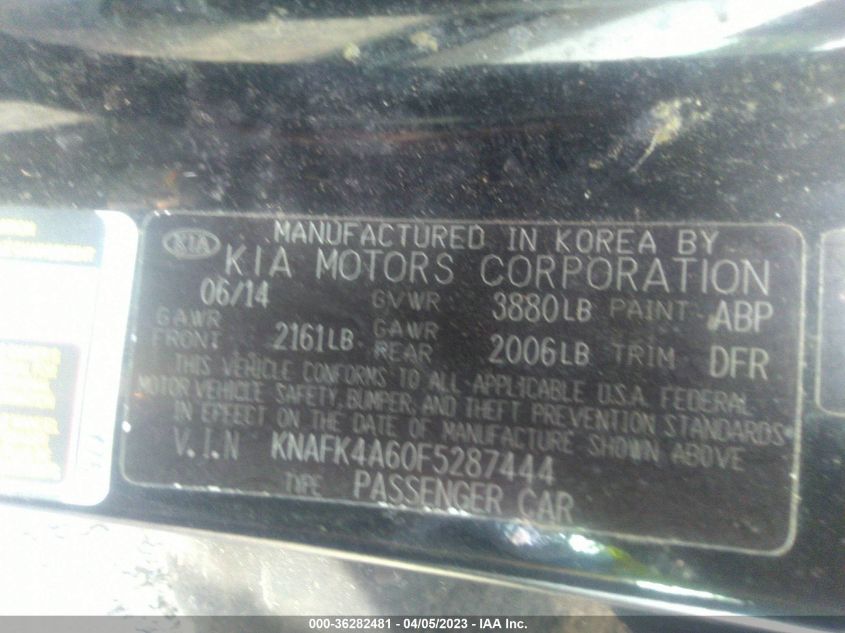 KIA
MANUFACTURED IN KOREA BY
KIA MOTORS CORPORATION
06/14 GVWR 3880LB PAINT ABP
GAWR FRONT 2161LB GAWR REAR 2006LB TRIM DFR
THIS VEHICLE CONFORMS TO ALL APPLICABLE U.S.A. FEDERAL
MOTOR VEHICLE SAFETY, BUMPER, AND THEFT PREVENTION STANDARDS
IN EFFECT ON THE DATE OF MANUFACTURE SHOWN ABOVE
V.I.N KNAFK4A60F5287444
TYPE PASSENGER CAR
000-36282481 - 04/05/2023 - IAA Inc.